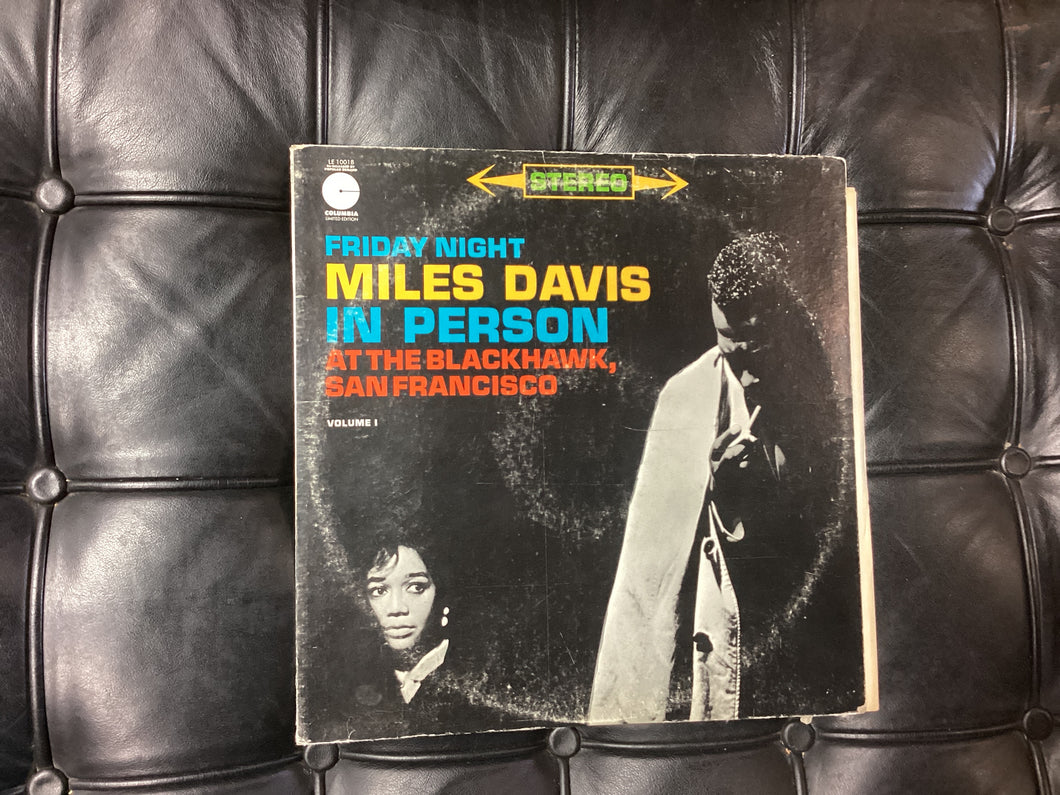 LE 10018
COLUMBIA
LIMITED EDITION
STEREO
FRIDAY NIGHT
MILES DAVIS
IN PERSON
AT THE BLACKHAWK,
SAN FRANCISCO
VOLUME I